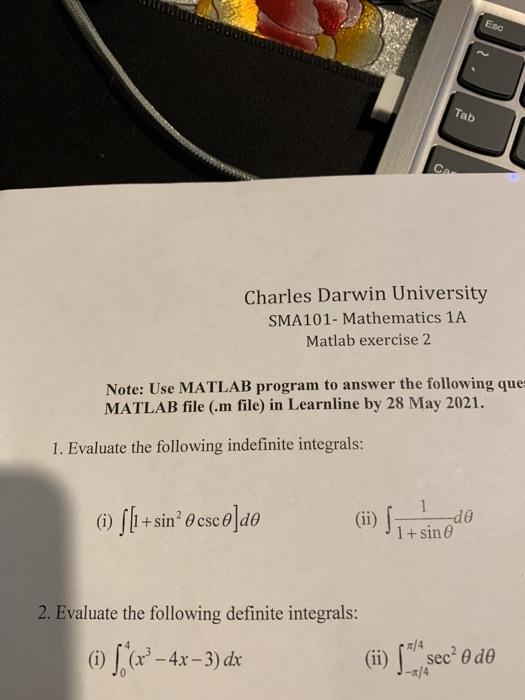 Esc
~
Tab
Charles Darwin University
SMA101- Mathematics 1A
Matlab exercise 2
Note: Use MATLAB program to answer the following
MATLAB file (.m file) in Learnline by 28 May 2021.
1. Evaluate the following indefinite integrals:
(i) ∫[1+sin² θ csc θ]dθ (ii) ∫ 1/(1+sin θ) dθ
2. Evaluate the following definite integrals:
(i) ∫₀⁴(x³ – 4x – 3) dx (ii) ∫_{-π/4}^{π/4} sec² θ dθ